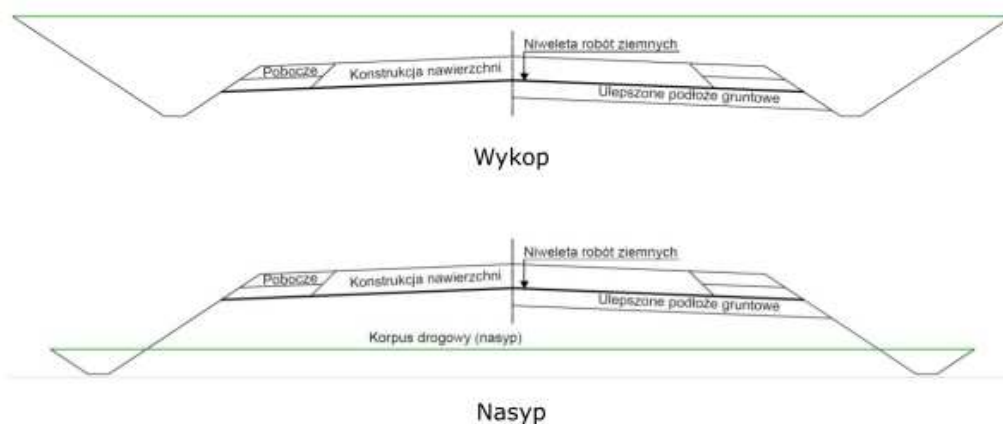 Niweleta robót ziemnych
Pobocze
Konstrukcja nawierzchni
Ulepszone podłoże gruntowe
Wykop
Niweleta robót ziemnych
Pobocze
Konstrukcja nawierzchni
Ulepszone podłoże gruntowe
Korpus drogowy (nasyp)
Nasyp